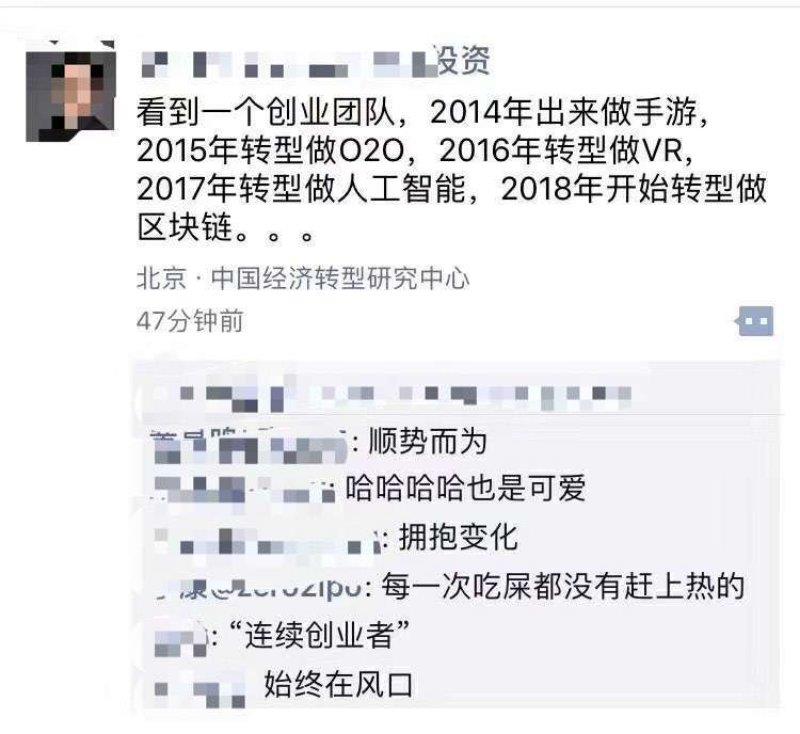 投资
看到一个创业团队，2014年出来做手游，
2015年转型做O2O，2016年转型做VR，
2017年转型做人工智能，2018年开始转型做
区块链。。。
北京 · 中国经济转型研究中心
47分钟前
: 顺势而为
: 哈哈哈哈也是可爱
: 拥抱变化
: 每一次吃屎都没有赶上热的
: “连续创业者”
始终在风口